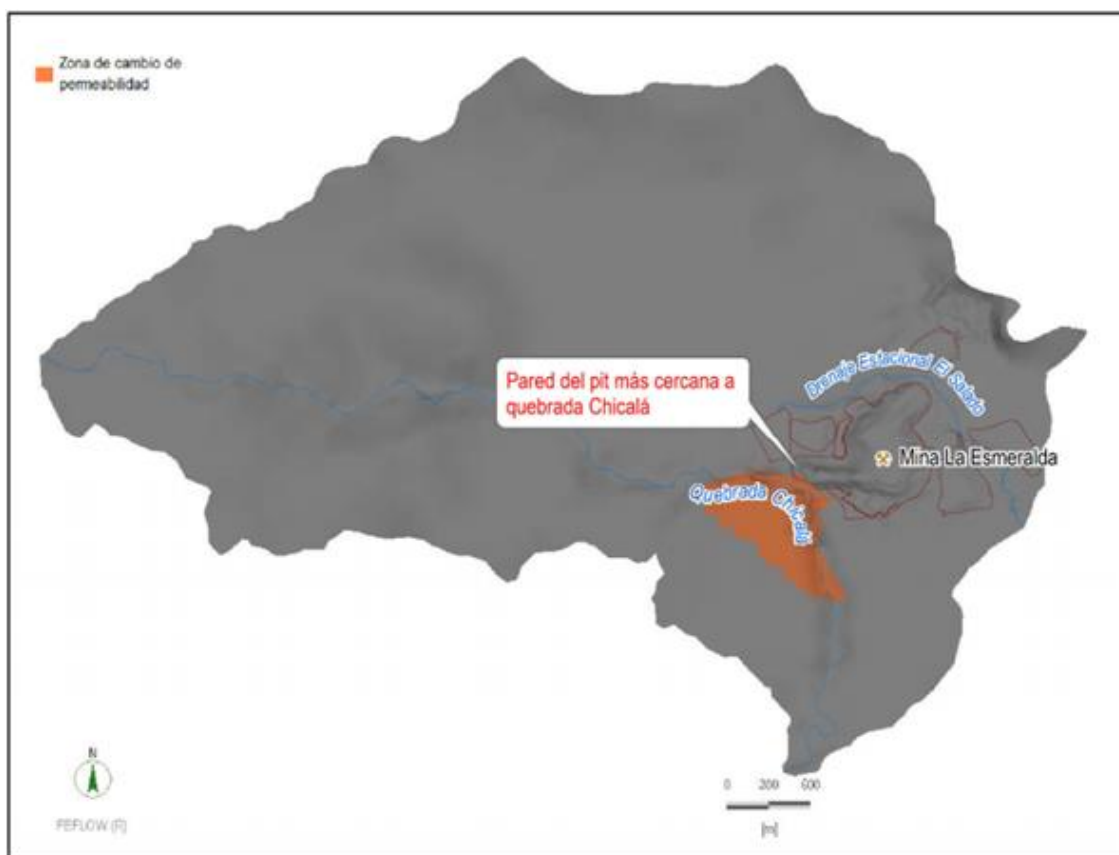 Zona de cambio de
permeabilidad
Drenaje Estacional El Salado
Pared del pit más cercana a
quebrada Chicalá
Mina La Esmeralda
Quebrada Chicalá
N
0 200 600
[m]
FEFLOW (R)